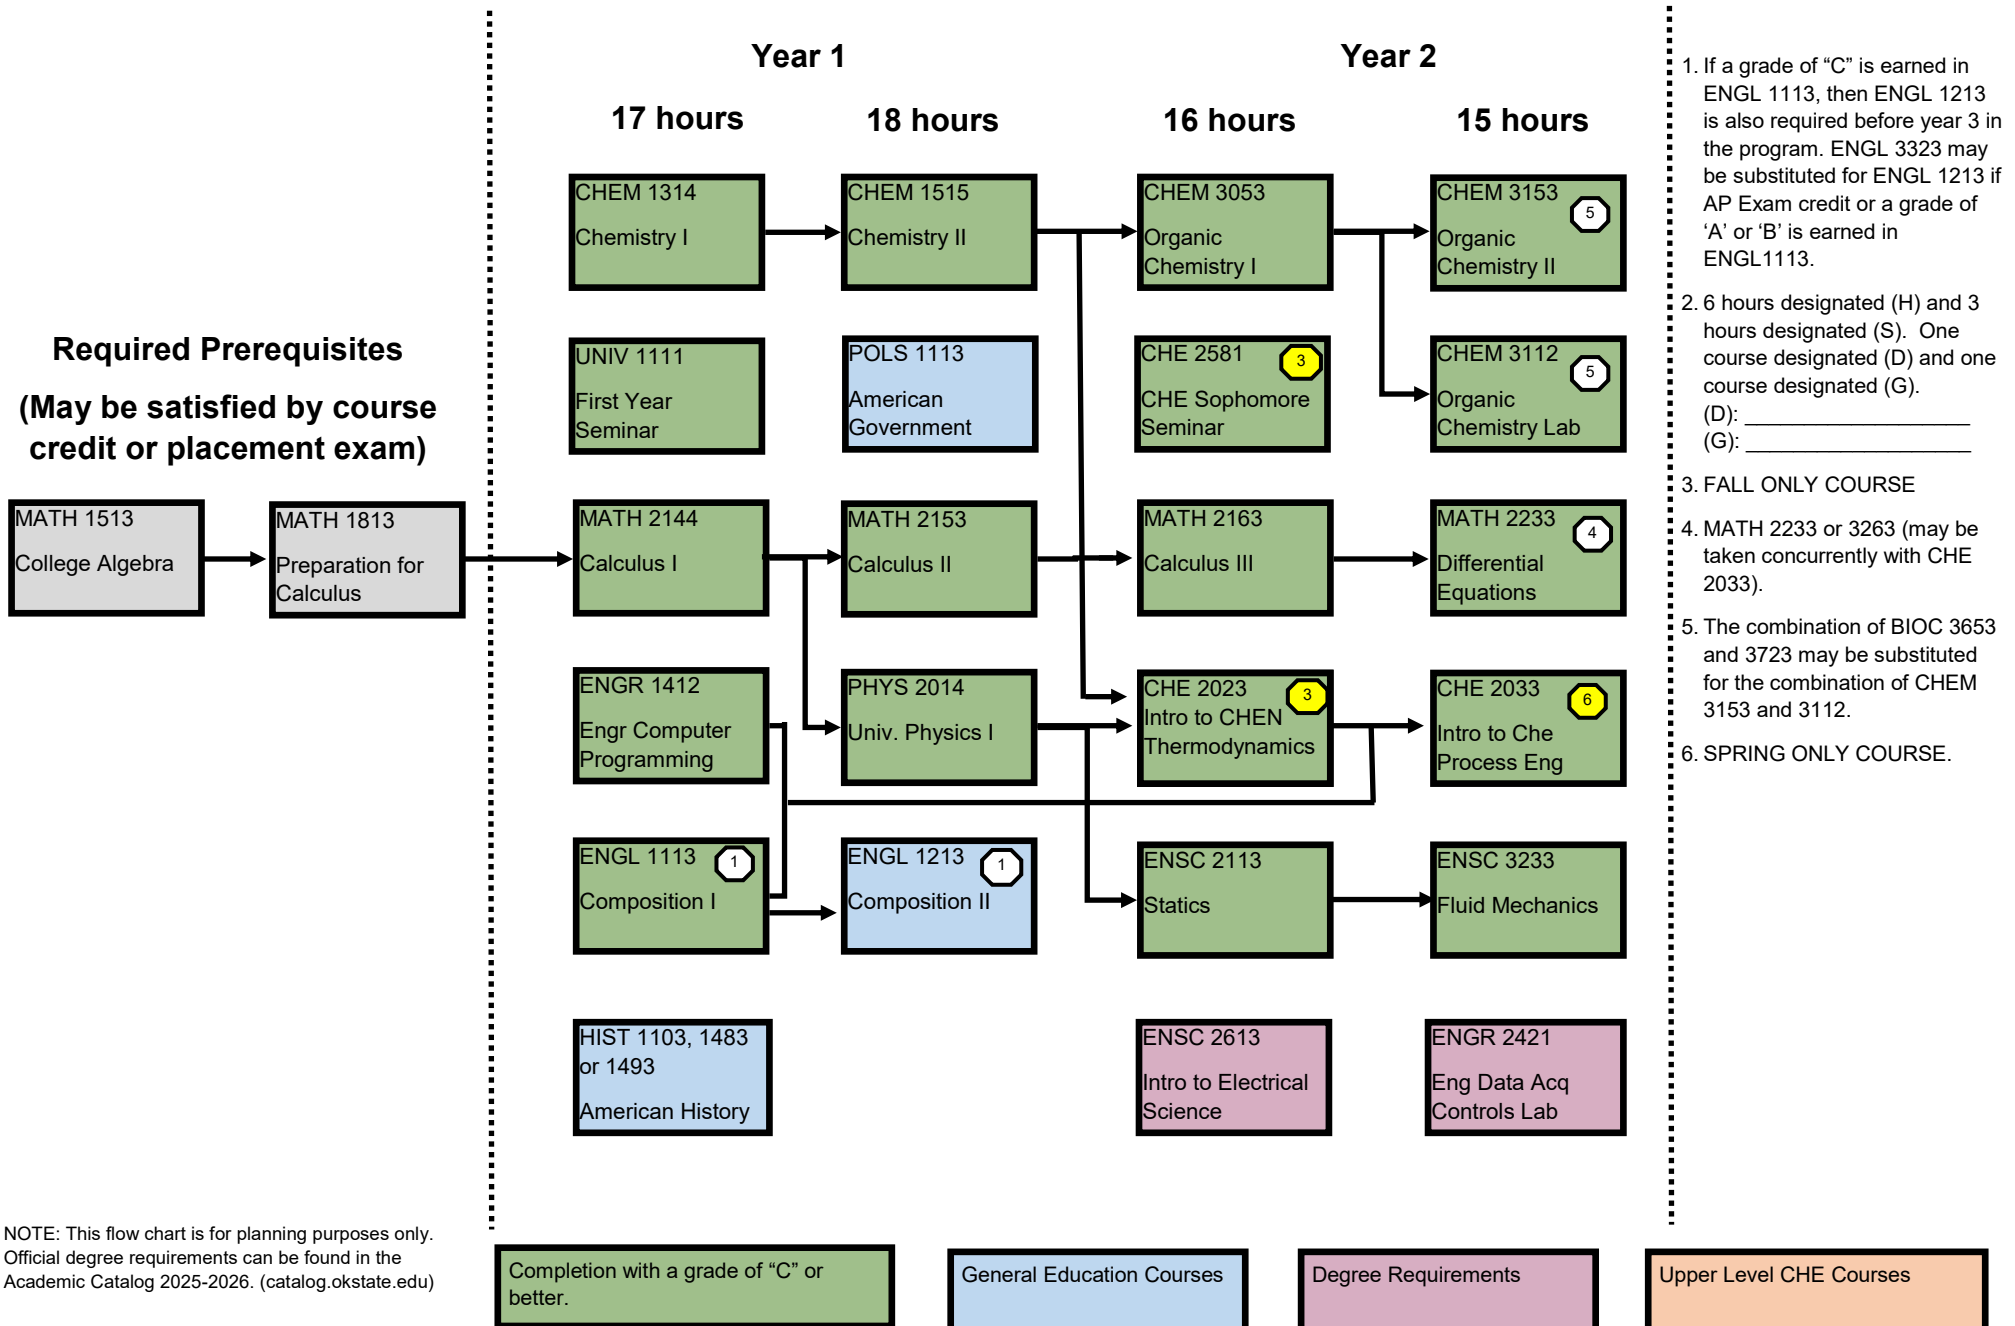 Year 1
Year 2
17 hours
18 hours
16 hours
15 hours
Required Prerequisites
(May be satisfied by course
credit or placement exam)
MATH 1513
College Algebra
MATH 1813
Preparation for
Calculus
CHEM 1314
Chemistry I
UNIV 1111
First Year
Seminar
MATH 2144
Calculus I
ENGR 1412
Engr Computer
Programming
ENGL 1113
1
Composition I
HIST 1103, 1483
or 1493
American History
CHEM 1515
Chemistry II
POLS 1113
American
Government
MATH 2153
Calculus II
PHYS 2014
Univ. Physics I
ENGL 1213
1
Composition II
CHEM 3053
Organic
Chemistry I
CHE 2581
3
CHE Sophomore
Seminar
MATH 2163
Calculus III
CHE 2023
3
Intro to CHEN
Thermodynamics
ENSC 2113
Statics
ENSC 2613
Intro to Electrical
Science
CHEM 3153
5
Organic
Chemistry II
CHEM 3112
5
Organic
Chemistry Lab
MATH 2233
4
Differential
Equations
CHE 2033
6
Intro to Che
Process Eng
ENSC 3233
Fluid Mechanics
ENGR 2421
Eng Data Acq
Controls Lab
1. If a grade of “C” is earned in
ENGL 1113, then ENGL 1213
is also required before year 3 in
the program. ENGL 3323 may
be substituted for ENGL 1213 if
AP Exam credit or a grade of
‘A’ or ‘B’ is earned in
ENGL1113.
2. 6 hours designated (H) and 3
hours designated (S). One
course designated (D) and one
course designated (G).
(D): ___________________
(G): ___________________
3. FALL ONLY COURSE
4. MATH 2233 or 3263 (may be
taken concurrently with CHE
2033).
5. The combination of BIOC 3653
and 3723 may be substituted
for the combination of CHEM
3153 and 3112.
6. SPRING ONLY COURSE.
NOTE: This flow chart is for planning purposes only.
Official degree requirements can be found in the
Academic Catalog 2025-2026. (catalog.okstate.edu)
Completion with a grade of “C” or
better.
General Education Courses
Degree Requirements
Upper Level CHE Courses